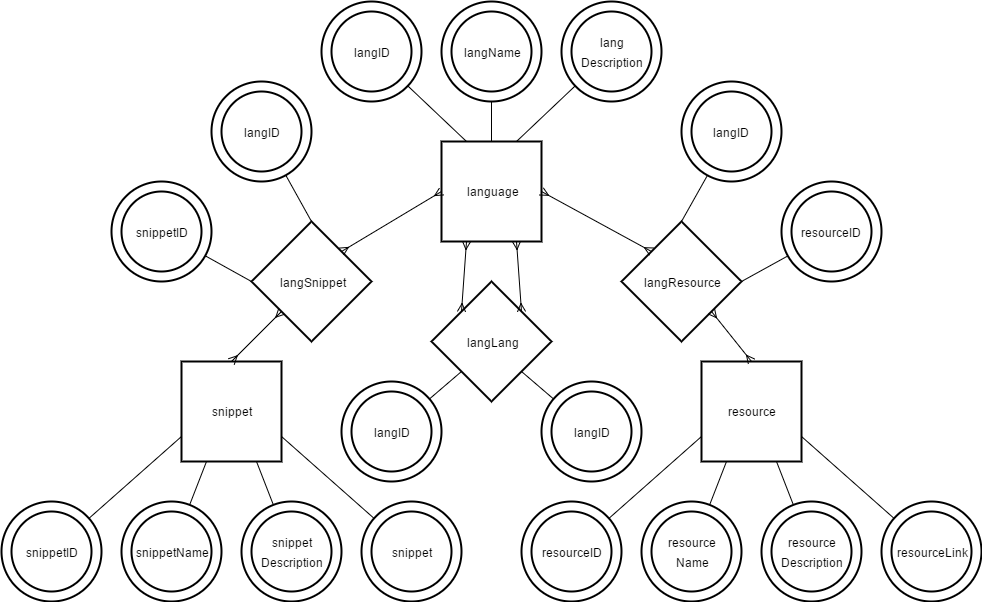 langID
langName
lang
Description
langID
langID
language
snippetID
resourceID
langSnippet
langResource
langLang
snippet
resource
langID
langID
snippetID
snippetName
snippet
Description
snippet
resourceID
resource
Name
resource
Description
resourceLink